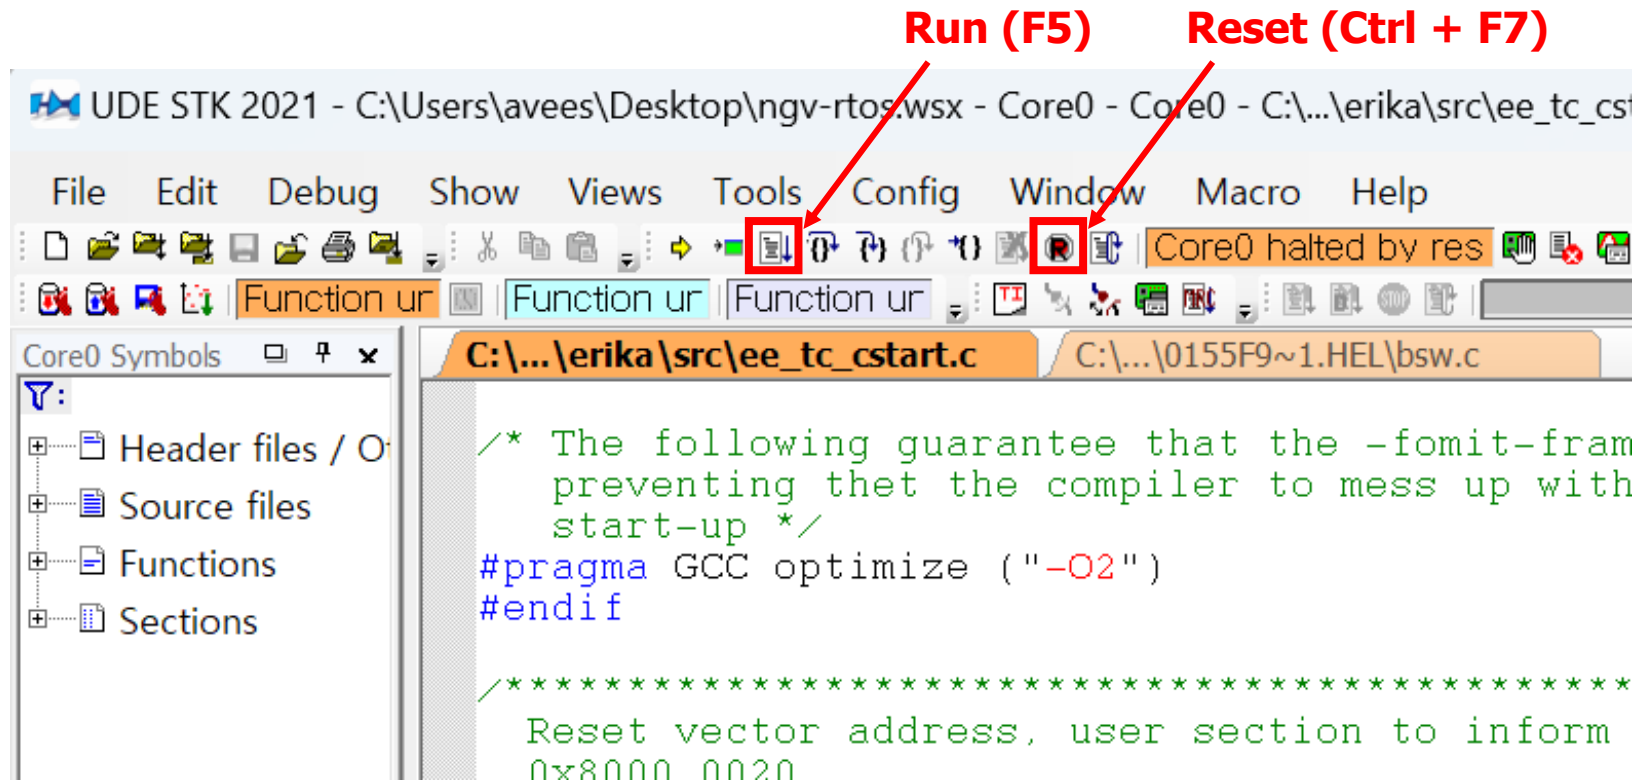 Run (F5) Reset (Ctrl + F7)
UDE STK 2021 - C:\Users\avees\Desktop\ngv-rtos.wsx - Core0 - Core0 - C:\...\erika\src\ee_tc_cst
File Edit Debug Show Views Tools Config Window Macro Help
Core0 halted by res
Function ur Function ur Function ur
Core0 Symbols
C:\...\erika\src\ee_tc_cstart.c C:\...\0155F9~1.HEL\bsw.c
Header files / Ot
Source files
Functions
Sections
/* The following guarantee that the -fomit-fram
preventing thet the compiler to mess up with
start-up */
#pragma GCC optimize ("-O2")
#endif
/***********************************************
Reset vector address, user section to inform
0x8000 0020